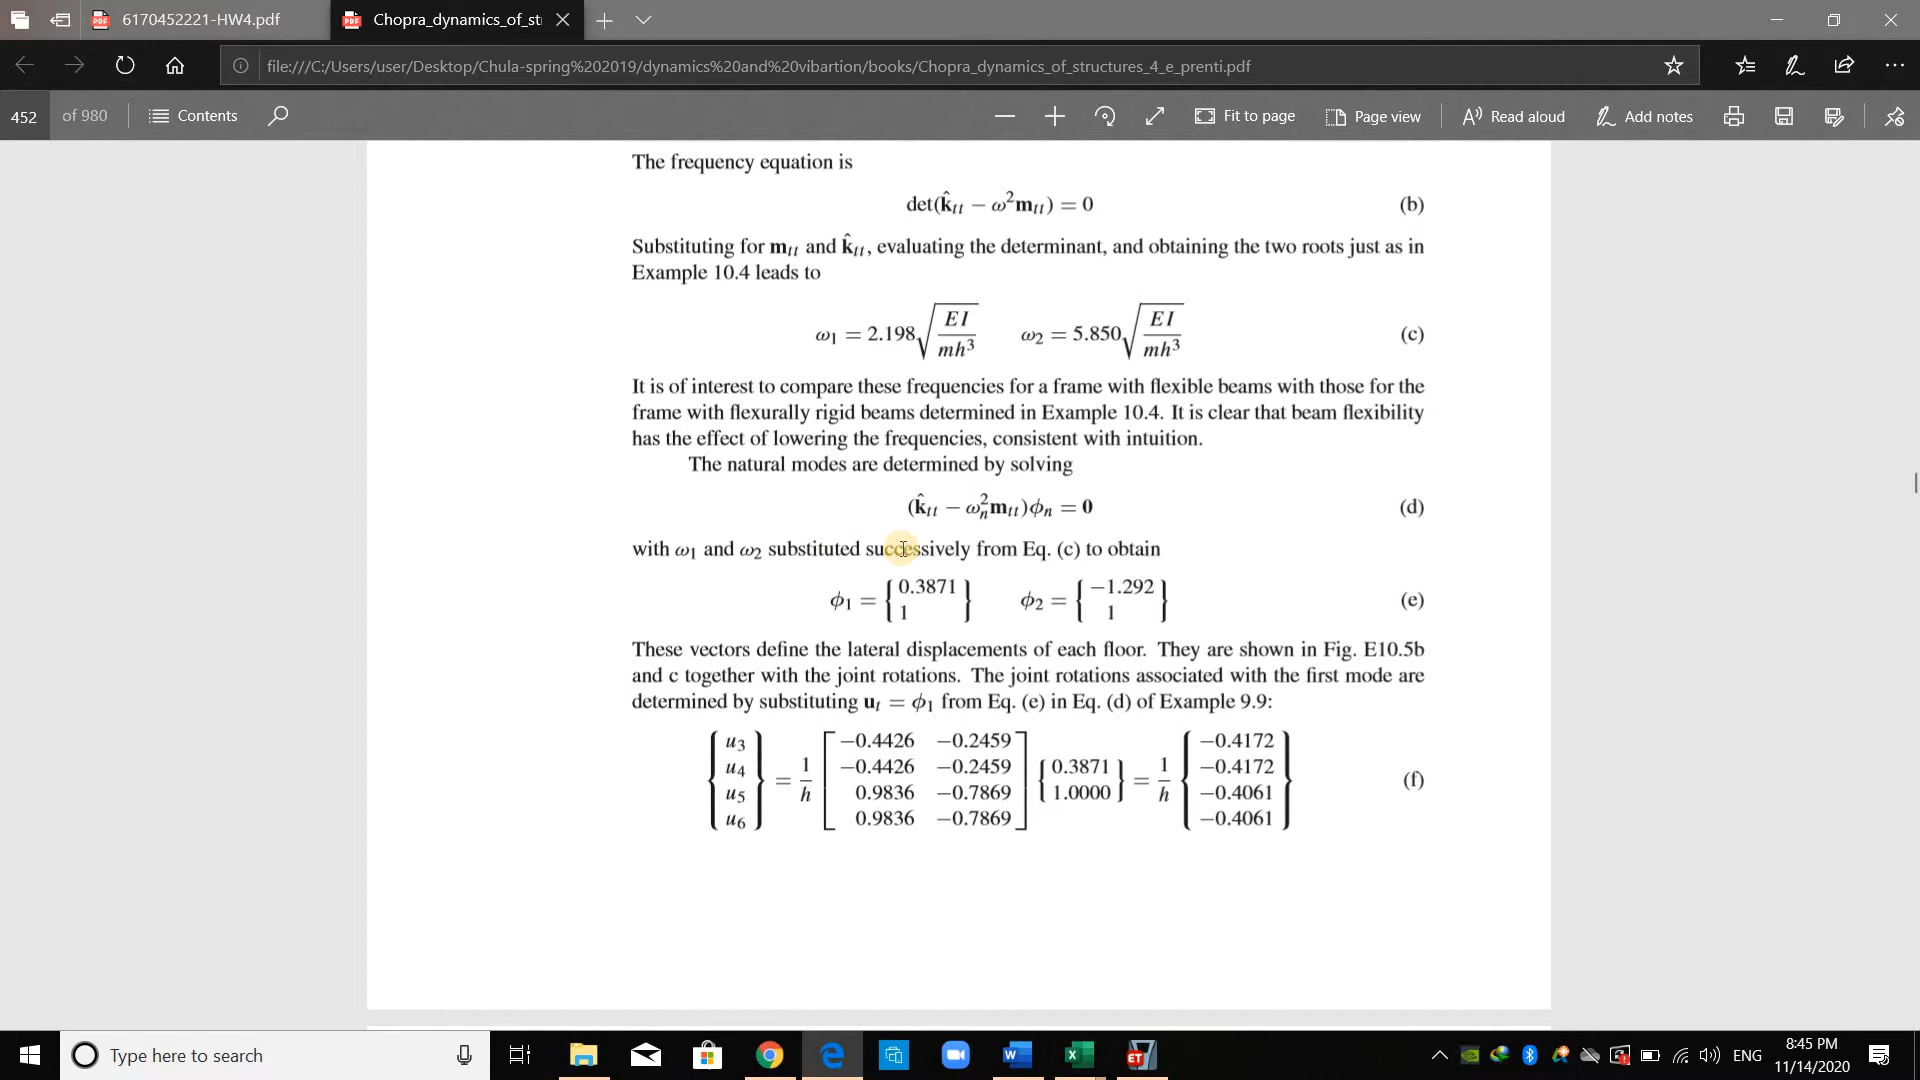 6170452221-HW4.pdf
Chopra_dynamics_of_st
file:///C:/Users/user/Desktop/Chula-spring%202019/dynamics%20and%20vibartion/books/Chopra_dynamics_of_structures_4_e_prenti.pdf
452 of 980 Contents Fit to page Page view Read aloud Add notes
The frequency equation is
det(k̂tt − ω²mtt) = 0 (b)
Substituting for mtt and k̂tt, evaluating the determinant, and obtaining the two roots just as in
Example 10.4 leads to
ω1 = 2.198 √(EI/mh³) ω2 = 5.850 √(EI/mh³) (c)
It is of interest to compare these frequencies for a frame with flexible beams with those for the
frame with flexurally rigid beams determined in Example 10.4. It is clear that beam flexibility
has the effect of lowering the frequencies, consistent with intuition.
The natural modes are determined by solving
(k̂tt − ωn²mtt)ϕn = 0 (d)
with ω1 and ω2 substituted successively from Eq. (c) to obtain
ϕ1 = { 0.3871 1 } ϕ2 = { −1.292 1 } (e)
These vectors define the lateral displacements of each floor. They are shown in Fig. E10.5b
and c together with the joint rotations. The joint rotations associated with the first mode are
determined by substituting ut = ϕ1 from Eq. (e) in Eq. (d) of Example 9.9:
u3 −0.4426 −0.2459 −0.4172
u4 −0.4426 −0.2459 0.3871 −0.4172
= 1/h = 1/h (f)
u5 0.9836 −0.7869 1.0000 −0.4061
u6 0.9836 −0.7869 −0.4061
Type here to search
ENG
8:45 PM
11/14/2020